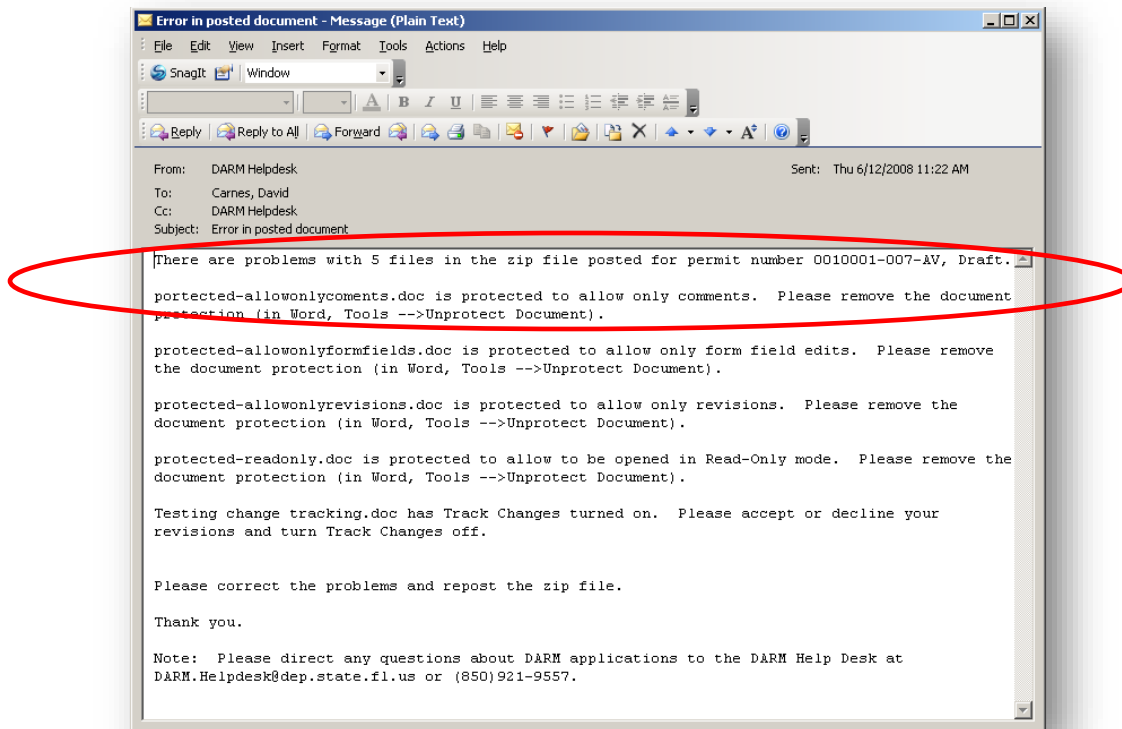 Error in posted document - Message (Plain Text)
File Edit View Insert Format Tools Actions Help
SnagIt Window
A B I U
Reply Reply to All Forward A
From: DARM Helpdesk Sent: Thu 6/12/2008 11:22 AM
To: Carnes, David
Cc: DARM Helpdesk
Subject: Error in posted document
There are problems with 5 files in the zip file posted for permit number 0010001-007-AV, Draft.
portected-allowonlycoments.doc is protected to allow only comments. Please remove the document
protection (in Word, Tools -->Unprotect Document).
protected-allowonlyformfields.doc is protected to allow only form field edits. Please remove
the document protection (in Word, Tools -->Unprotect Document).
protected-allowonlyrevisions.doc is protected to allow only revisions. Please remove the
document protection (in Word, Tools -->Unprotect Document).
protected-readonly.doc is protected to allow to be opened in Read-Only mode. Please remove the
document protection (in Word, Tools -->Unprotect Document).
Testing change tracking.doc has Track Changes turned on. Please accept or decline your
revisions and turn Track Changes off.
Please correct the problems and repost the zip file.
Thank you.
Note: Please direct any questions about DARM applications to the DARM Help Desk at
DARM.Helpdesk@dep.state.fl.us or (850)921-9557.